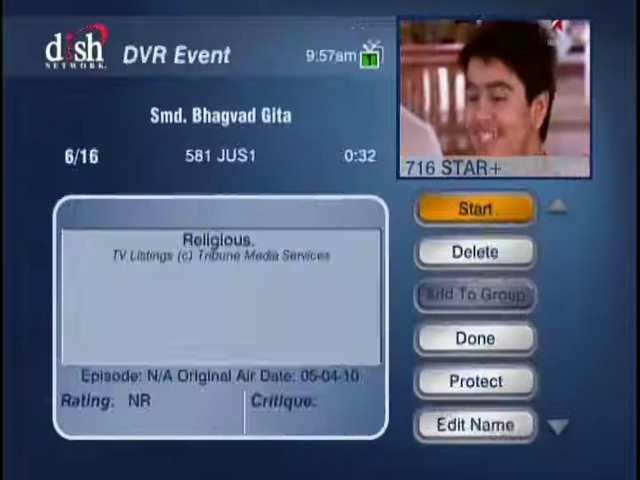 dish
NETWORK.
DVR Event
9:57am
Smd. Bhagvad Gita
6/16
581 JUS1
0:32
716 STAR+
Religious.
TV Listings (c) Tribune Media Services
Episode: N/A Original Air Date: 05-04-10
Rating: NR
Critique:
Start
Delete
Add To Group
Done
Protect
Edit Name